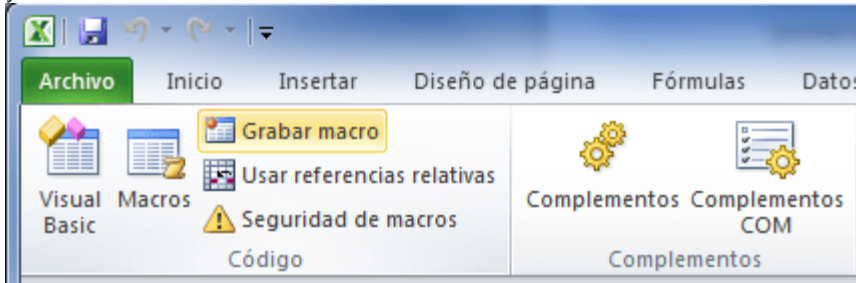 Archivo Inicio Insertar Diseño de página Fórmulas Datos
Grabar macro
Usar referencias relativas
Seguridad de macros
Visual Basic
Macros
Código
Complementos
Complementos COM
Complementos